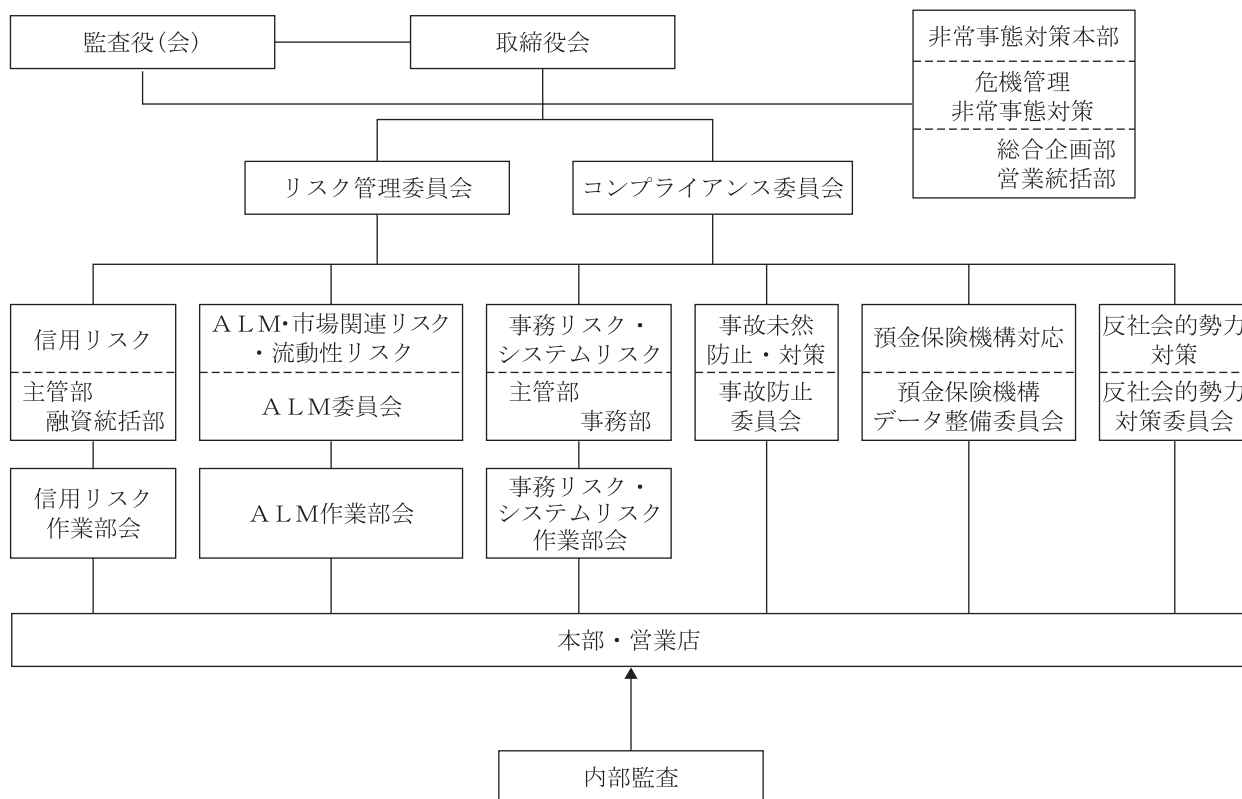 監査役(会)
取締役会
非常事態対策本部
危機管理
非常事態対策
総合企画部
営業統括部
リスク管理委員会
コンプライアンス委員会
信用リスク
主管部
融資統括部
ALM・市場関連リスク
・流動性リスク
ALM委員会
事務リスク・
システムリスク
主管部
事務部
事故未然
防止・対策
事故防止
委員会
預金保険機構対応
預金保険機構
データ整備委員会
反社会的勢力
対策
反社会的勢力
対策委員会
信用リスク
作業部会
ALM作業部会
事務リスク・
システムリスク
作業部会
本部・営業店
内部監査